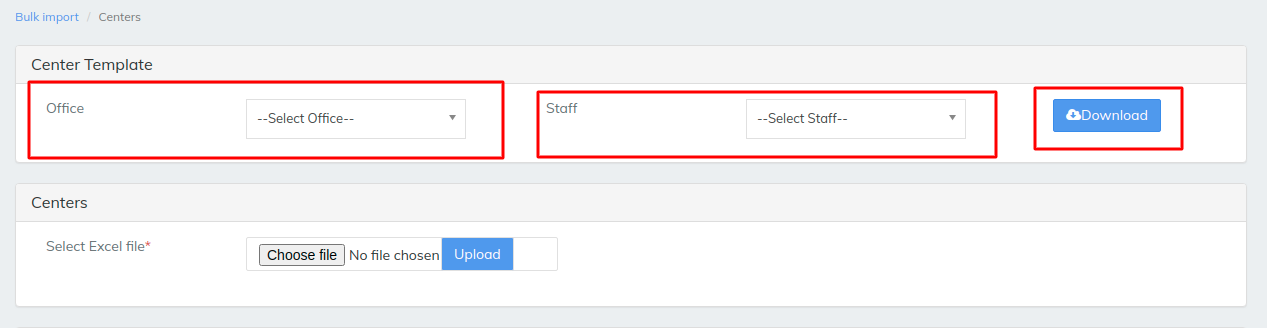 Bulk import / Centers
Center Template
Office --Select Office-- Staff --Select Staff-- Download
Centers
Select Excel file* Choose file No file chosen Upload